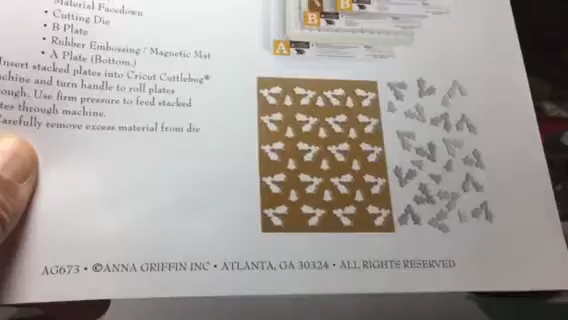 Material Facedown
• Cutting Die
• B Plate
• Rubber Embossing / Magnetic Mat
• A Plate (Bottom.)
Insert stacked plates into Cricut Cuttlebug®
machine and turn handle to roll plates
ough. Use firm pressure to feed stacked
tes through machine.
Carefully remove excess material from die
B
B
A
AG673 • ©ANNA GRIFFIN INC • ATLANTA, GA 30324 • ALL RIGHTS RESERVED